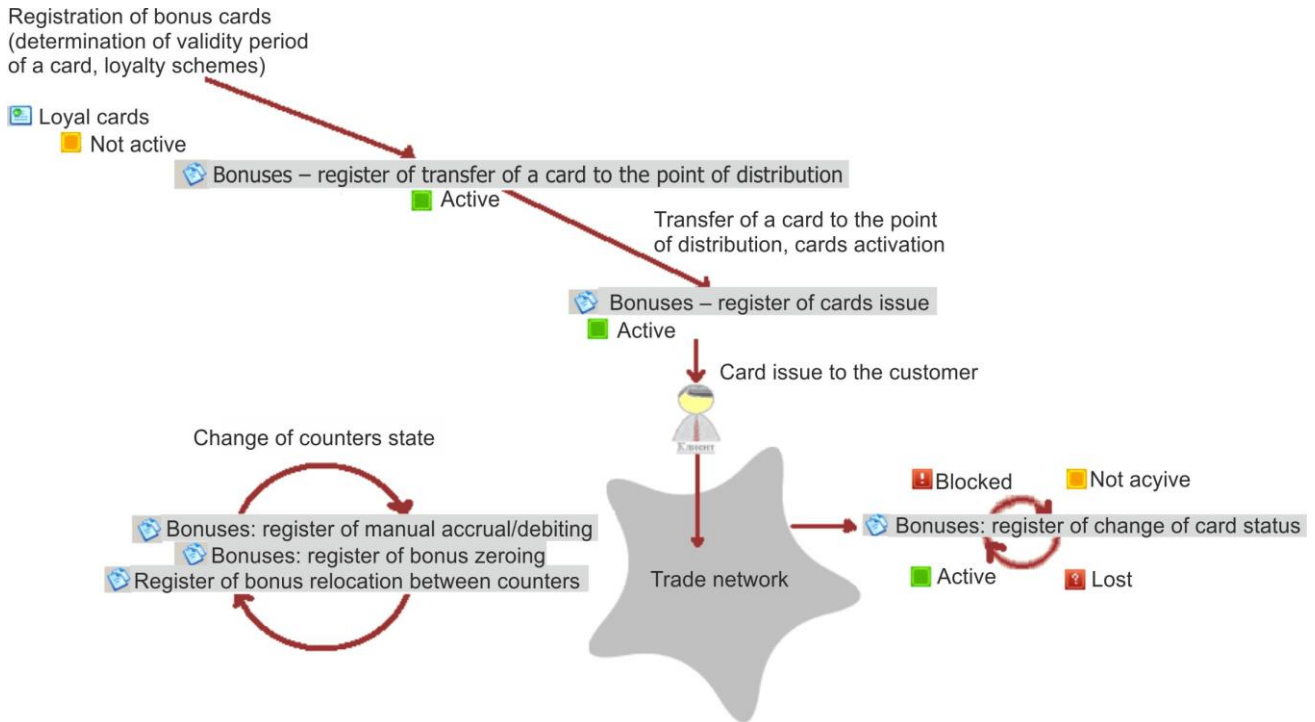 Registration of bonus cards
(determination of validity period
of a card, loyalty schemes)
Loyal cards
Not active
Bonuses – register of transfer of a card to the point of distribution
Active
Transfer of a card to the point
of distribution, cards activation
Bonuses – register of cards issue
Active
Card issue to the customer
Клиент
Change of counters state
Bonuses: register of manual accrual/debiting
Bonuses: register of bonus zeroing
Register of bonus relocation between counters
Trade network
Blocked
Not acyive
Bonuses: register of change of card status
Active
Lost